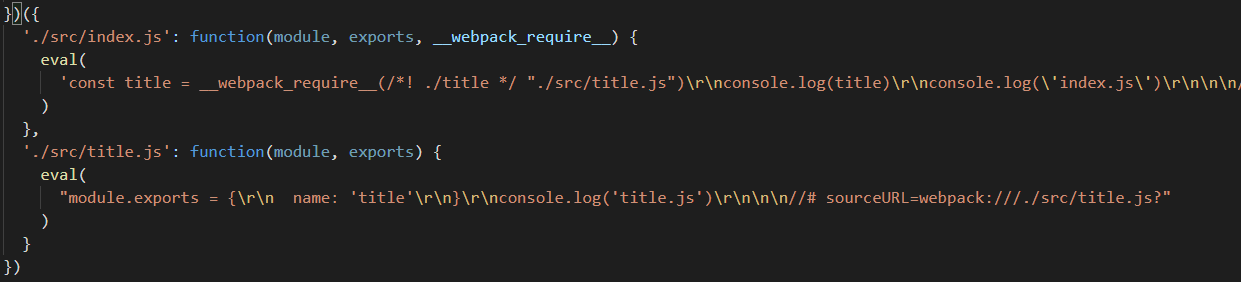 })({
'./src/index.js': function(module, exports, __webpack_require__) {
eval(
'const title = __webpack_require__(/*! ./title */ "./src/title.js")\r\nconsole.log(title)\r\nconsole.log(\'index.js\')\r\n\n\n/
)
},
'./src/title.js': function(module, exports) {
eval(
"module.exports = {\r\n  name: 'title'\r\n}\r\nconsole.log('title.js')\r\n\n\n//# sourceURL=webpack:///./src/title.js?"
)
}
})